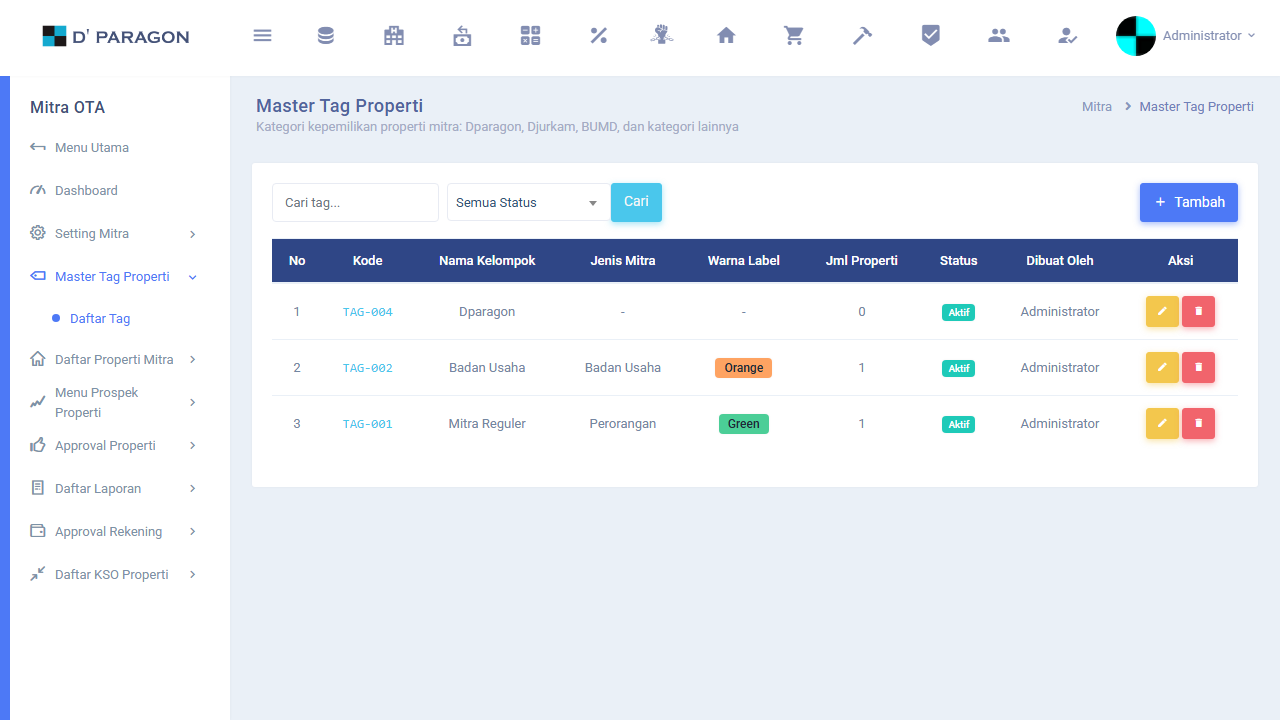 D' PARAGON
Administrator
Mitra OTA
Menu Utama
Dashboard
Setting Mitra
Master Tag Properti
Daftar Tag
Daftar Properti Mitra
Menu Prospek
Properti
Approval Properti
Daftar Laporan
Approval Rekening
Daftar KSO Properti
Master Tag Properti
Kategori kepemilikan properti mitra: Dparagon, Djurkam, BUMD, dan kategori lainnya
Mitra > Master Tag Properti
Cari tag... Semua Status Cari + Tambah
No Kode Nama Kelompok Jenis Mitra Warna Label Jml Properti Status Dibuat Oleh Aksi
1 TAG-004 Dparagon - - 0 Aktif Administrator
2 TAG-002 Badan Usaha Badan Usaha Orange 1 Aktif Administrator
3 TAG-001 Mitra Reguler Perorangan Green 1 Aktif Administrator